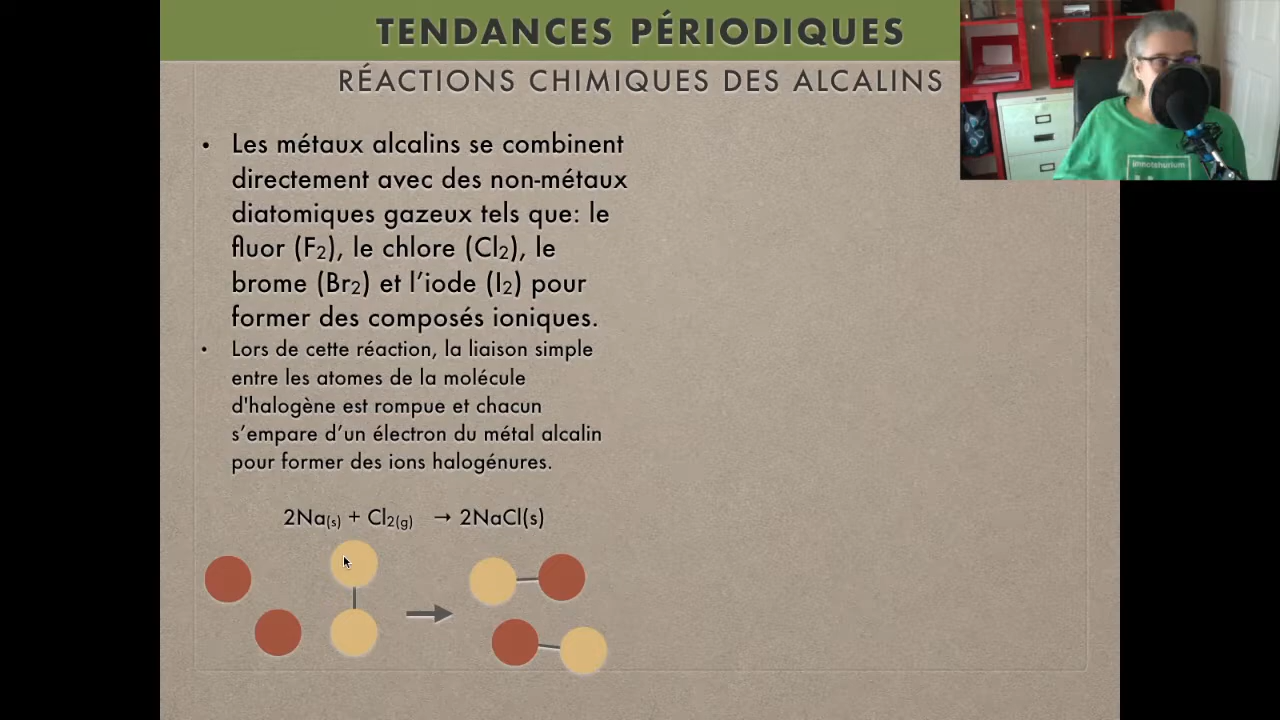 TENDANCES PÉRIODIQUES
RÉACTIONS CHIMIQUES DES ALCALINS
• Les métaux alcalins se combinent
directement avec des non-métaux
diatomiques gazeux tels que: le
fluor (F₂), le chlore (Cl₂), le
brome (Br₂) et l’iode (I₂) pour
former des composés ioniques.
• Lors de cette réaction, la liaison simple
entre les atomes de la molécule
d'halogène est rompue et chacun
s’empare d’un électron du métal alcalin
pour former des ions halogénures.
2Na(s) + Cl₂(g) → 2NaCl(s)